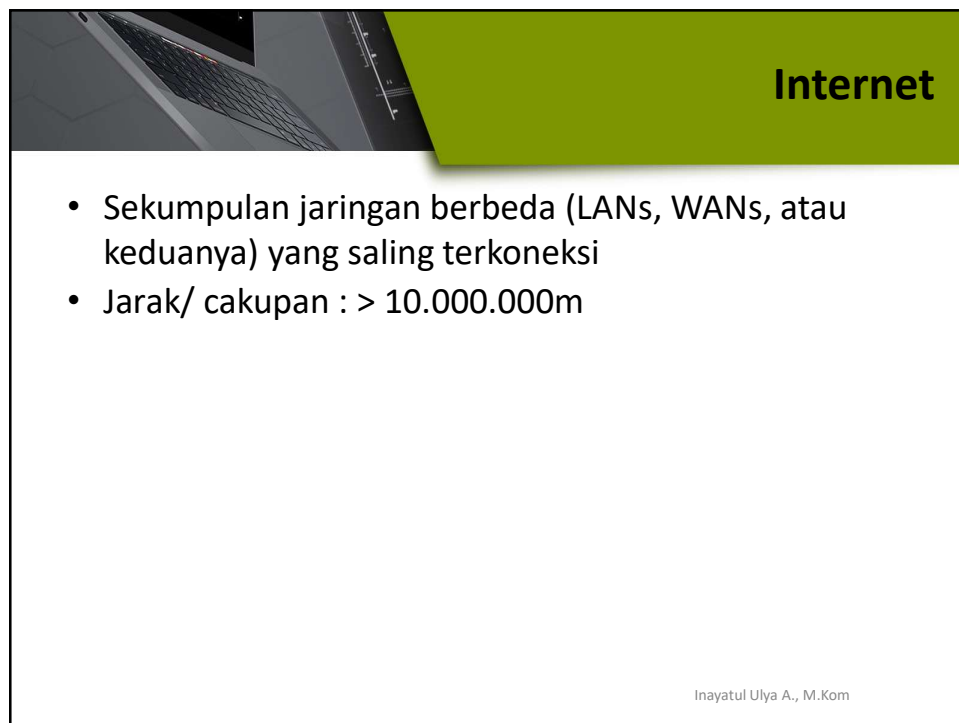 Internet
• Sekumpulan jaringan berbeda (LANs, WANs, atau
keduanya) yang saling terkoneksi
• Jarak/ cakupan : > 10.000.000m
Inayatul Ulya A., M.Kom